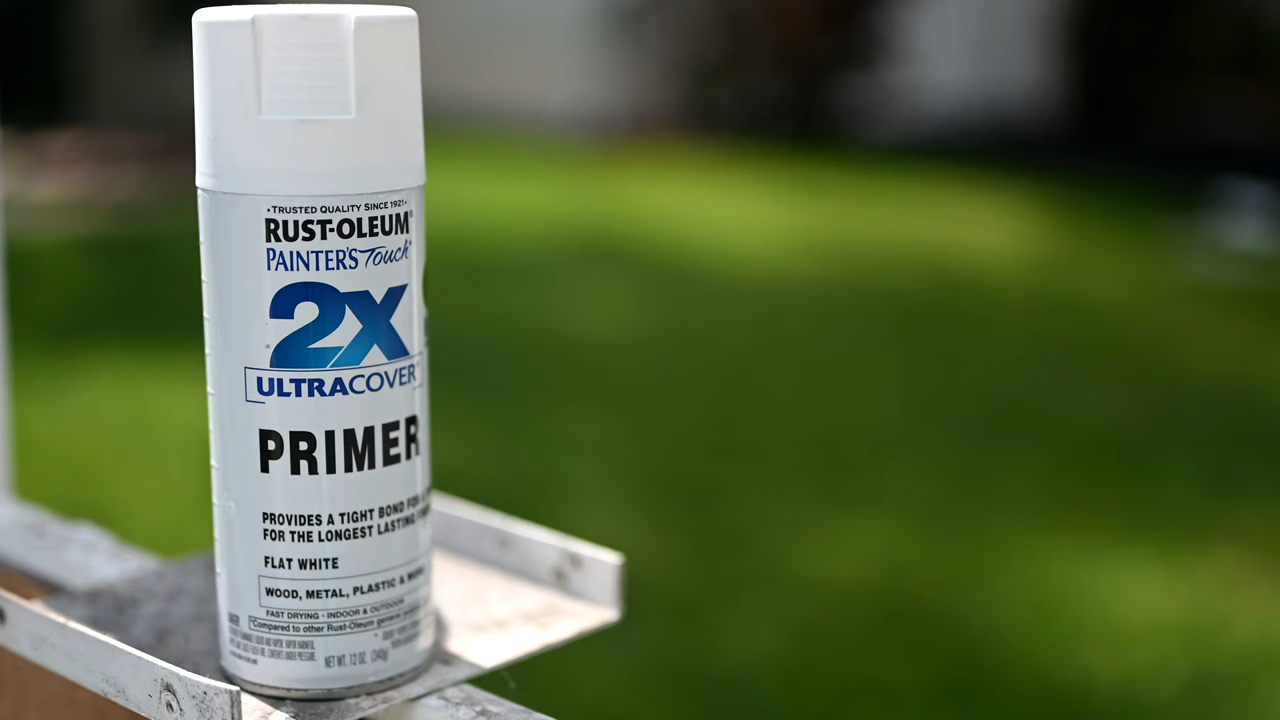 •TRUSTED QUALITY SINCE 1921•
RUST-OLEUM®
PAINTER'S Touch®
2X
ULTRACOVER
PRIMER
PROVIDES A TIGHT BOND FOR
FOR THE LONGEST LASTING
FLAT WHITE
WOOD, METAL, PLASTIC &
FAST DRYING • INDOOR & OUTDOOR
*Compared to other Rust-Oleum general
NET WT. 12 OZ. (340g)